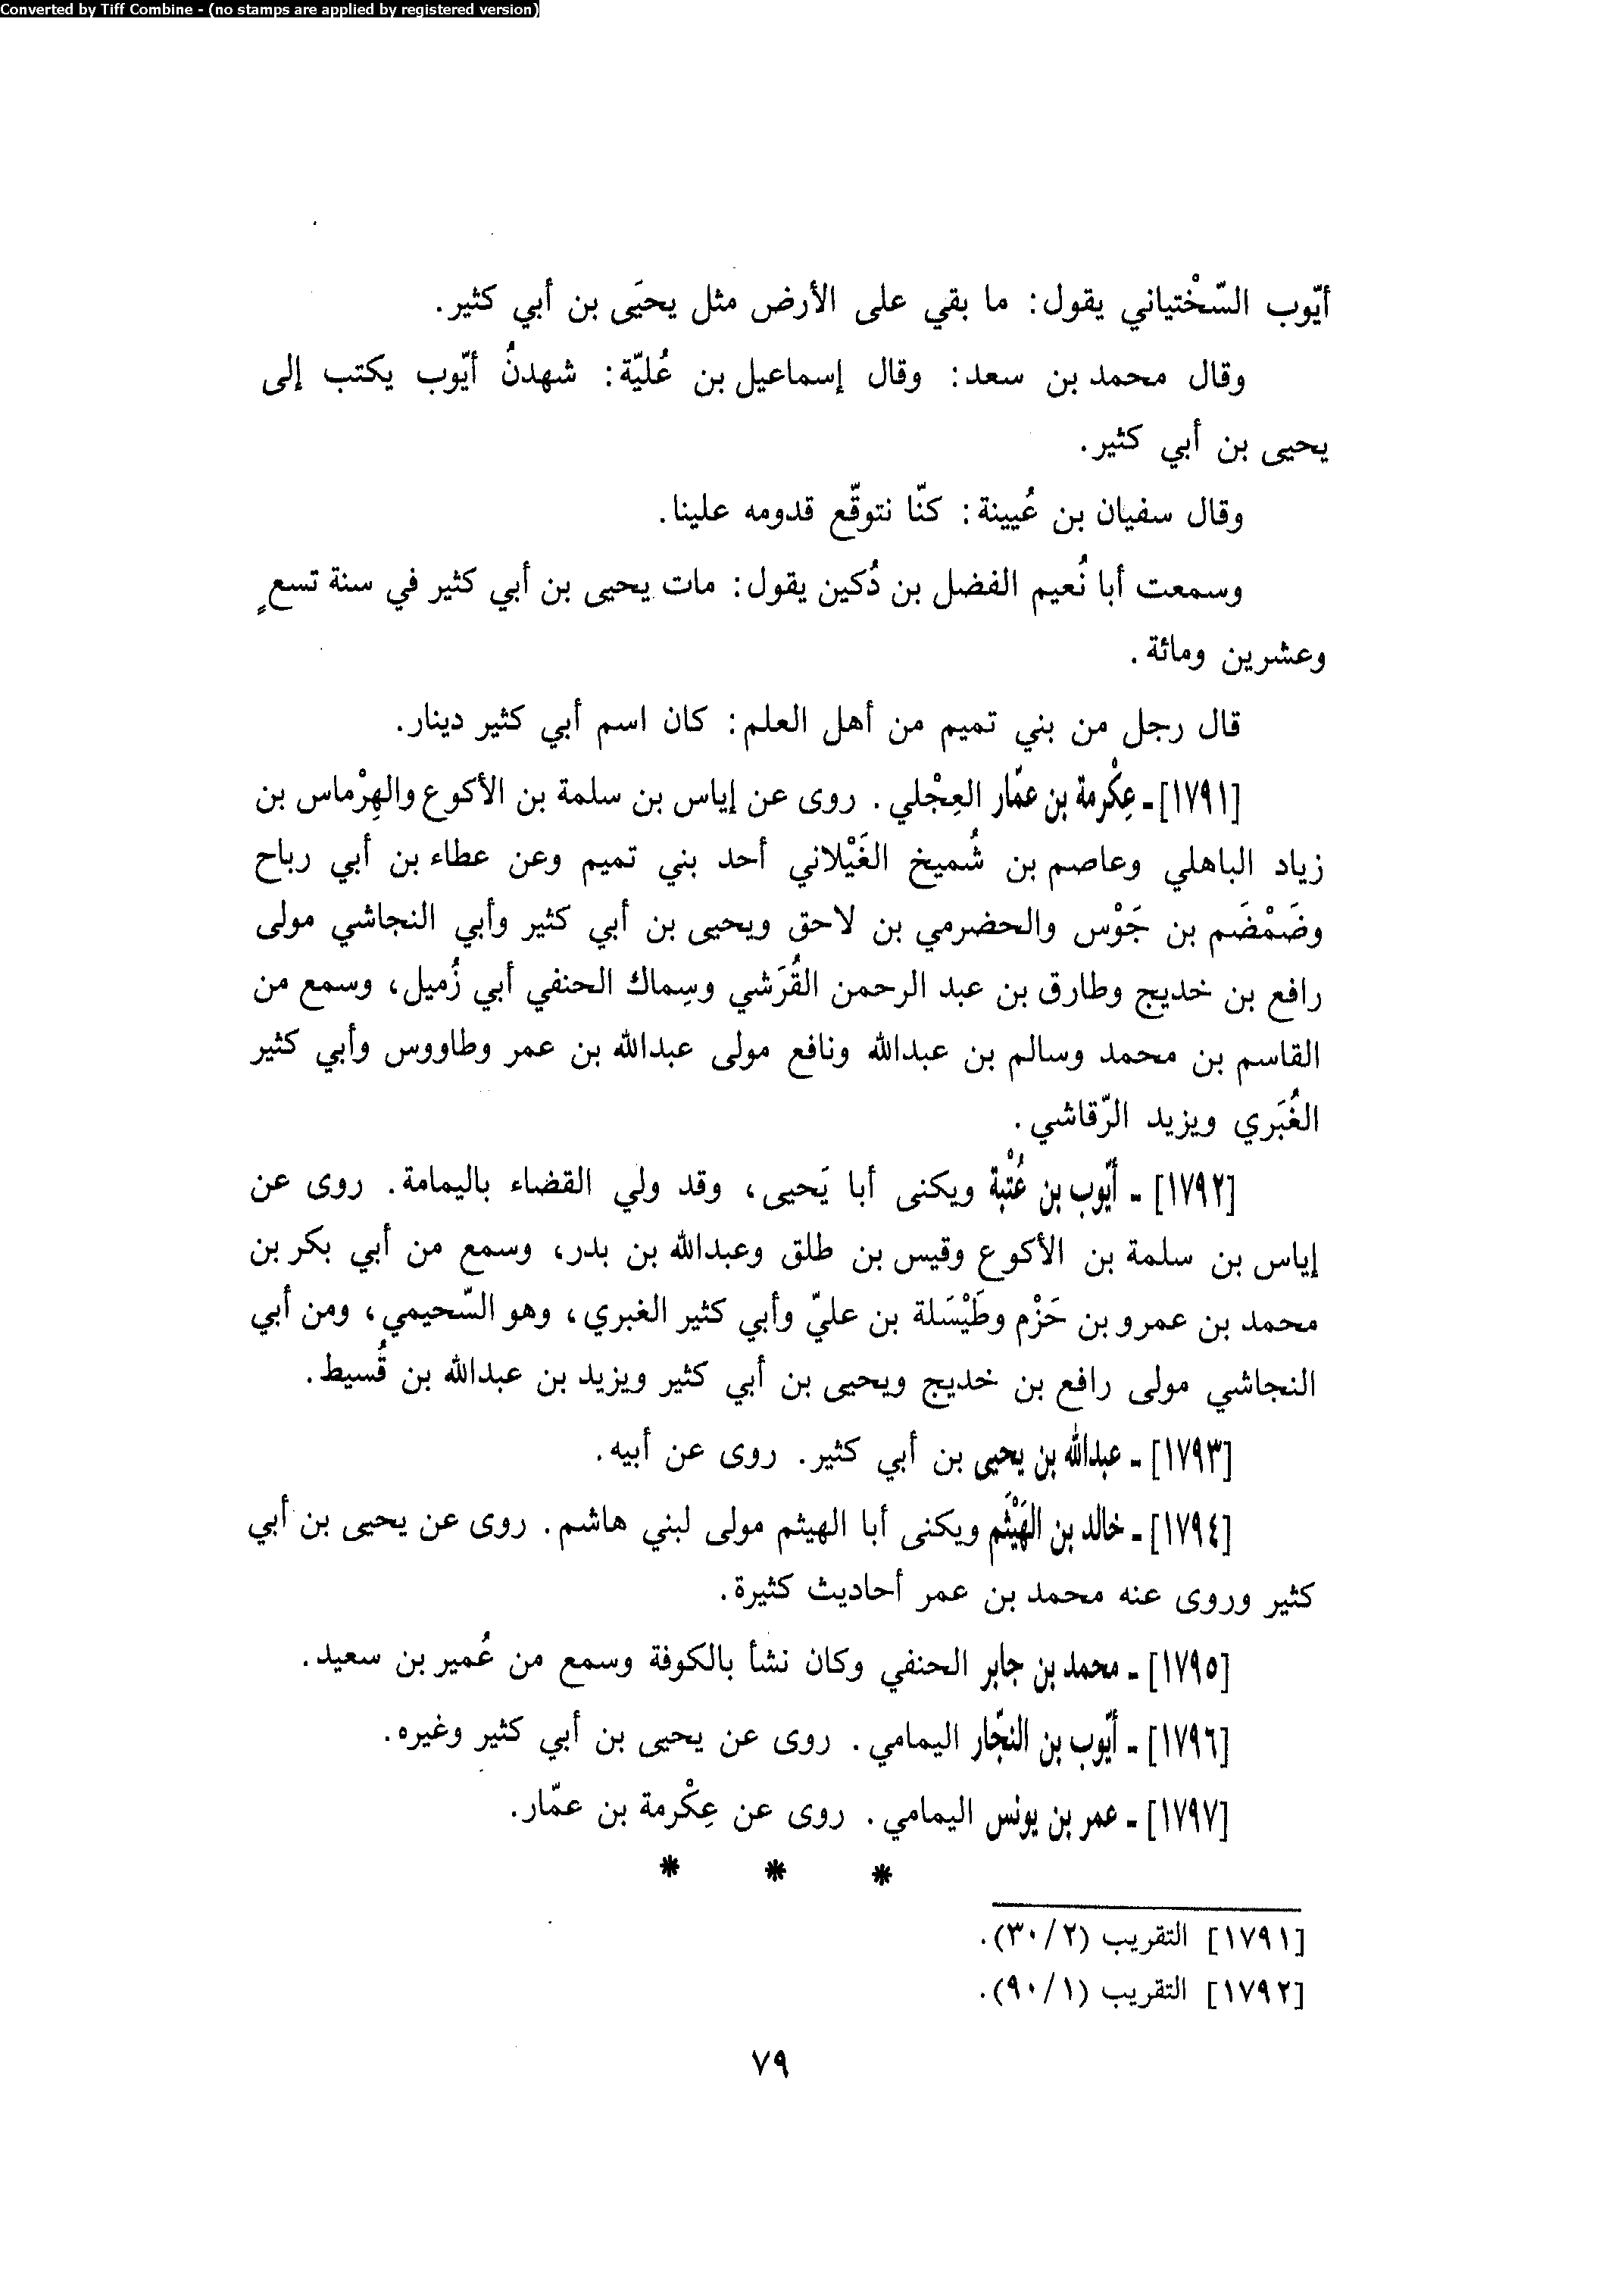 Converted by Tiff Combine - (no stamps are applied by registered version)
أيّوب السّخْتياني يقول: ما بقي على الأرض مثل يحيَى بن أبي كثير.
وقال محمد بن سعد: وقال إسماعيل بن عُليّة: شهدنُ أيّوب يكتب إلى
يحيى بن أبي كثير.
وقال سفيان بن عُيينة: كنّا نتوقّع قدومه علينا.
وسمعت أبا نُعيم الفضل بن دُكين يقول: مات يحيى بن أبي كثير في سنة تسعٍ
وعشرين ومائة.
قال رجل من بني تميم من أهل العلم: كان اسم أبي كثير دينار.
[١٧٩١] - عِكْرمة بن عمّار العِجْلي. روى عن إياس بن سلمة بن الأكوع والهِرْماس بن
زياد الباهلي وعاصم بن شُميخ الغَيْلاني أحد بني تميم وعن عطاء بن أبي رباح
وضَمْضَم بن جَوْس والحضرمي بن لاحق ويحيى بن أبي كثير وأبي النجاشي مولى
رافع بن خديج وطارق بن عبد الرحمن القُرَشي وسِماك الحنفي أبي زُميل، وسمع من
القاسم بن محمد وسالم بن عبدالله ونافع مولى عبدالله بن عمر وطاووس وأبي كثير
الغُبَري ويزيد الرّقاشي.
[١٧٩٢] - أيّوب بن عُتْبة ويكنى أبا يَحيى، وقد ولي القضاء باليمامة. روى عن
إياس بن سلمة بن الأكوع وقيس بن طلق وعبدالله بن بدر، وسمع من أبي بكر بن
محمد بن عمرو بن حَزْم وطَيْسَلة بن عليّ وأبي كثير الغبري، وهو السّحيمي، ومن أبي
النجاشي مولى رافع بن خديج ويحيى بن أبي كثير ويزيد بن عبدالله بن قُسيط.
[١٧٩٣] - عبدالله بن يحيى بن أبي كثير. روى عن أبيه.
[١٧٩٤] - خالد بن الهَيْثَم ويكنى أبا الهيثم مولى لبني هاشم. روى عن يحيى بن أبي
كثير وروى عنه محمد بن عمر أحاديث كثيرة.
[١٧٩٥] - محمد بن جابر الحنفي وكان نشأ بالكوفة وسمع من عُمير بن سعيد.
[١٧٩٦] - أيّوب بن النجّار اليمامي. روى عن يحيى بن أبي كثير وغيره.
[١٧٩٧] - عمر بن يونس اليمامي. روى عن عِكْرمة بن عمّار.
* * *
[١٧٩١] التقريب (٣٠/٢).
[١٧٩٢] التقريب (٩٠/١).
٧٩